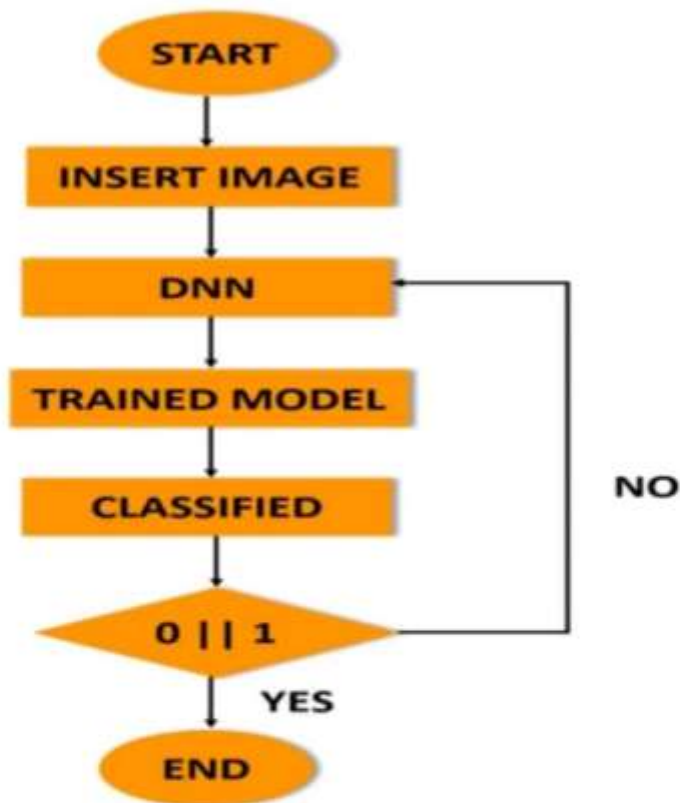 START
INSERT IMAGE
DNN
TRAINED MODEL
CLASSIFIED
NO
0 || 1
YES
END